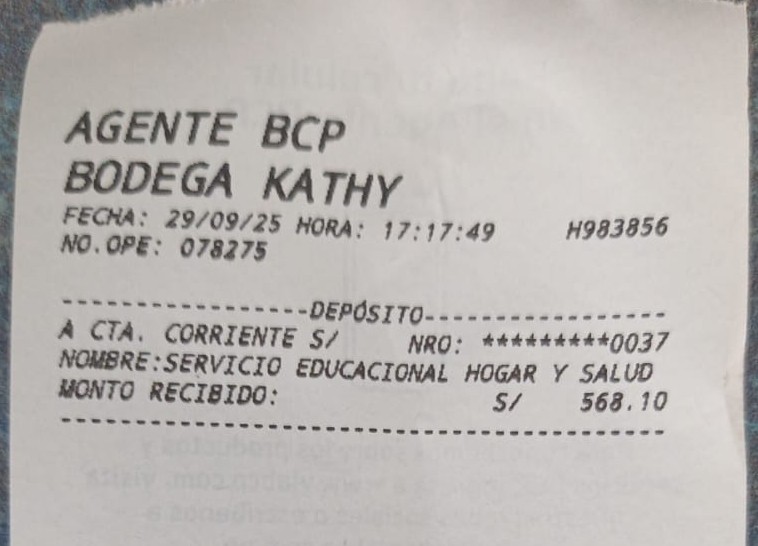 AGENTE BCP
BODEGA KATHY
FECHA: 29/09/25 HORA: 17:17:49 H983856
NO.OPE: 078275
-----------------DEPÓSITO-----------------
A CTA. CORRIENTE S/ NRO: *********0037
NOMBRE:SERVICIO EDUCACIONAL HOGAR Y SALUD
MONTO RECIBIDO: S/ 568.10
------------------------------------------